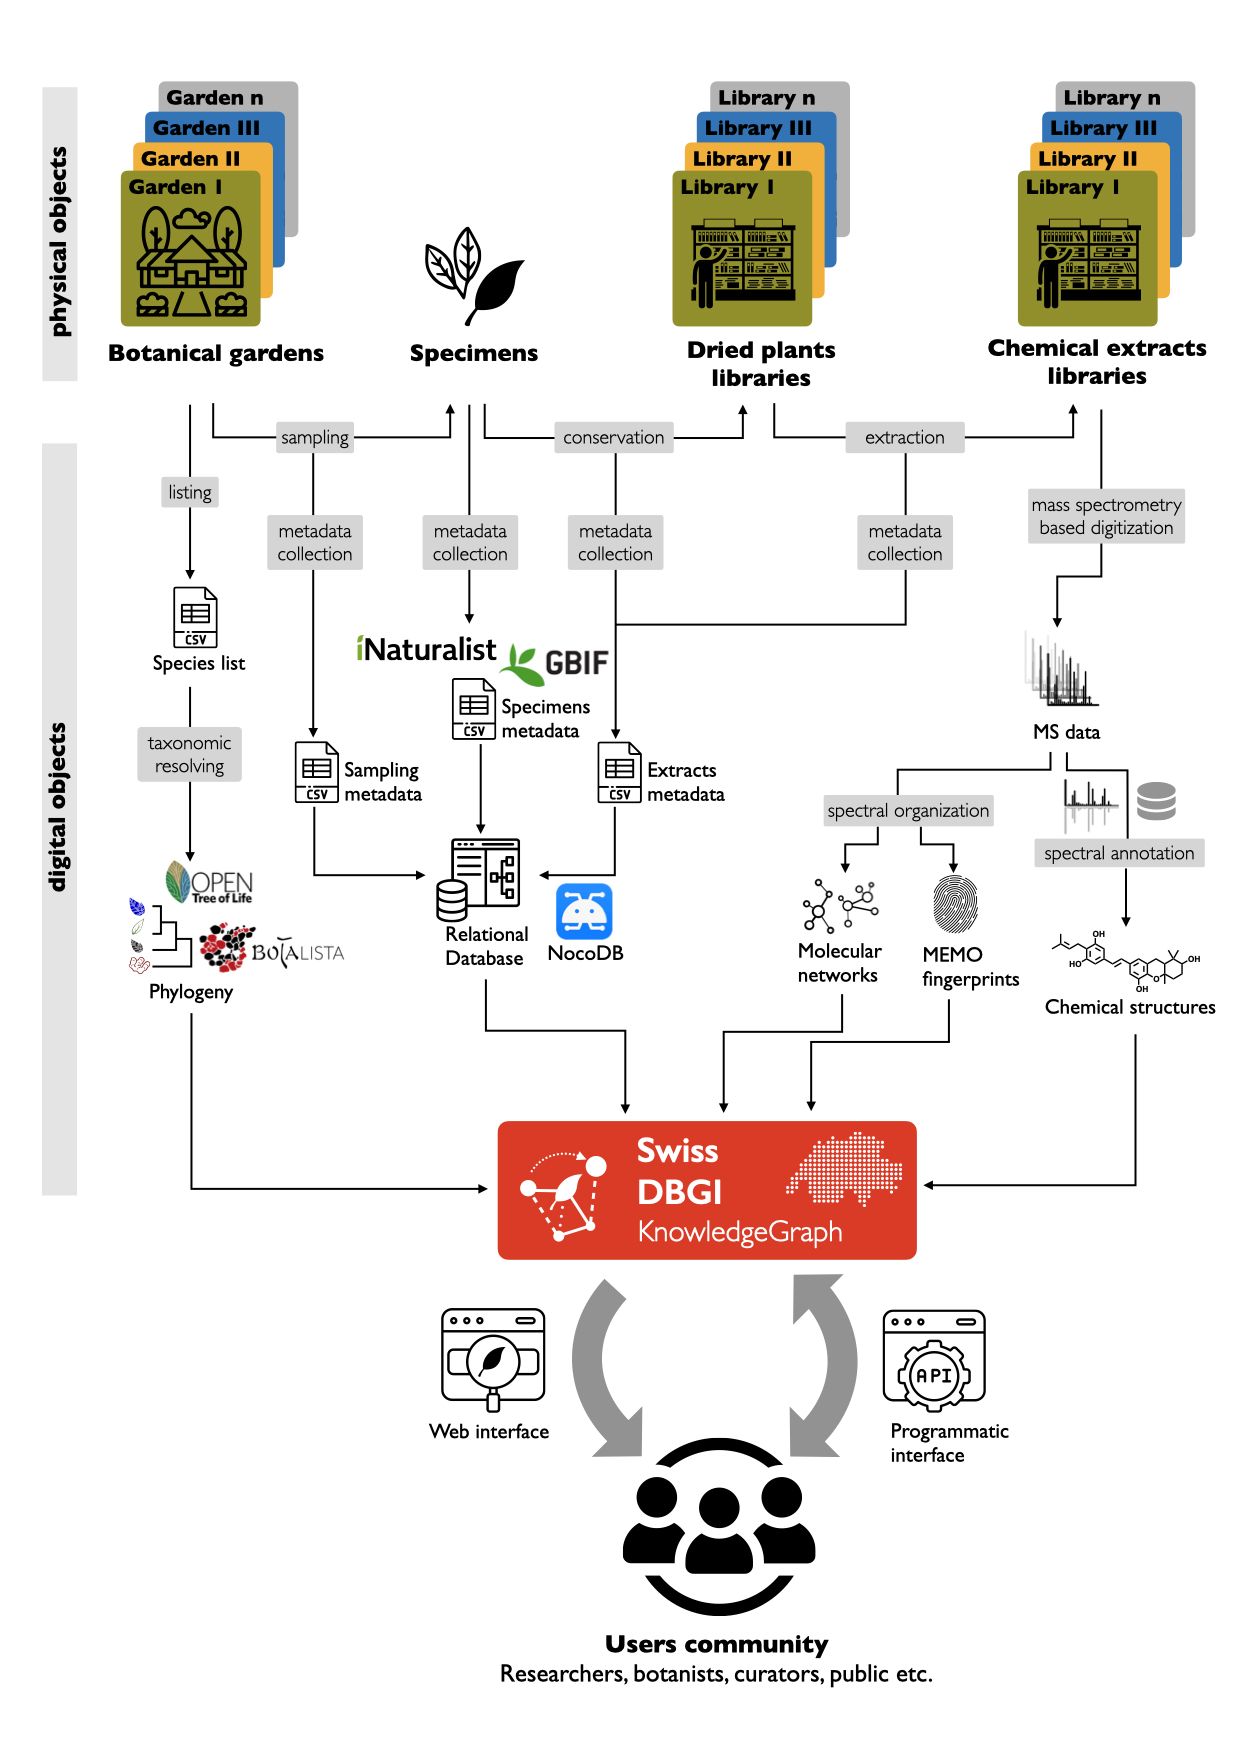 physical objects
Garden n
Garden III
Garden II
Garden 1
Botanical gardens
Specimens
Library n
Library III
Library II
Library 1
Dried plants
libraries
Library n
Library III
Library II
Library 1
Chemical extracts
libraries
digital objects
sampling
conservation
extraction
listing
metadata
collection
metadata
collection
metadata
collection
metadata
collection
mass spectrometry
based digitization
CSV
Species list
iNaturalist
GBIF
CSV
Specimens
metadata
taxonomic
resolving
CSV
Sampling
metadata
CSV
Extracts
metadata
MS data
spectral organization
spectral annotation
OPEN
Tree of Life
BOTALISTA
Phylogeny
Relational
Database
NocoDB
Molecular
networks
MEMO
fingerprints
OH
HO
O
OH
OH
Chemical structures
Swiss
DBGI
KnowledgeGraph
Web interface
API
Programmatic
interface
Users community
Researchers, botanists, curators, public etc.